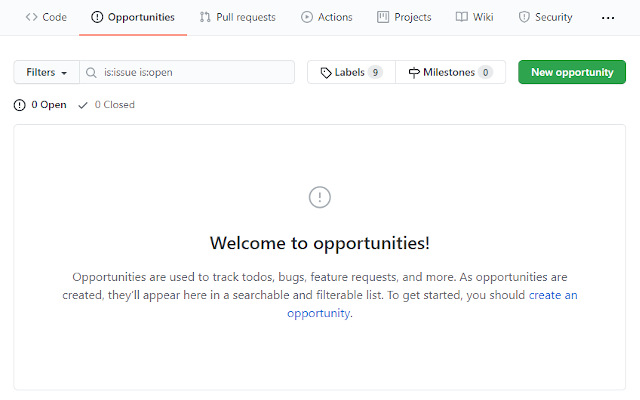 Code Opportunities Pull requests Actions Projects Wiki Security ...
Filters is:issue is:open Labels 9 Milestones 0 New opportunity
0 Open 0 Closed
Welcome to opportunities!
Opportunities are used to track todos, bugs, feature requests, and more. As opportunities are
created, they'll appear here in a searchable and filterable list. To get started, you should create an
opportunity.